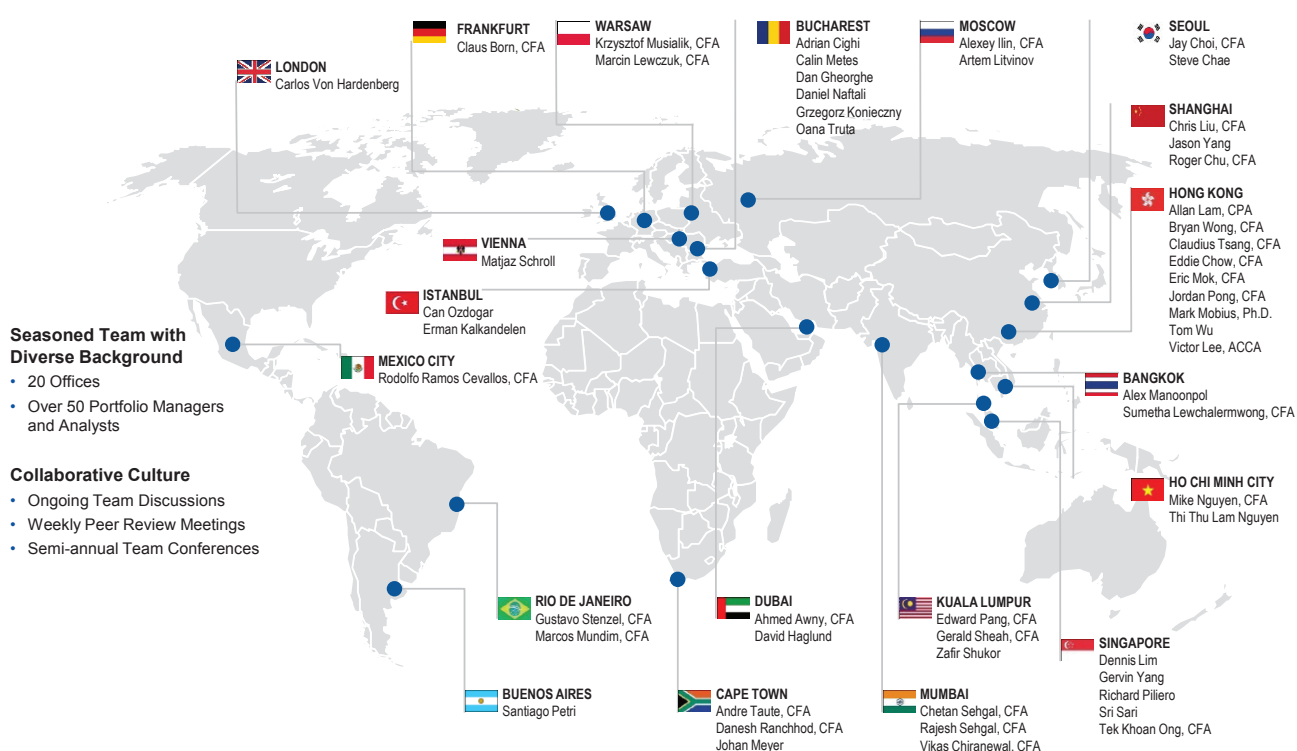 LONDON
Carlos Von Hardenberg
FRANKFURT
Claus Born, CFA
WARSAW
Krzysztof Musialik, CFA
Marcin Lewczuk, CFA
BUCHAREST
Adrian Cighi
Calin Metes
Dan Gheorghe
Daniel Naftali
Grzegorz Konieczny
Oana Truta
MOSCOW
Alexey Ilin, CFA
Artem Litvinov
SEOUL
Jay Choi, CFA
Steve Chae
SHANGHAI
Chris Liu, CFA
Jason Yang
Roger Chu, CFA
HONG KONG
Allan Lam, CPA
Bryan Wong, CFA
Claudius Tsang, CFA
Eddie Chow, CFA
Eric Mok, CFA
Jordan Pong, CFA
Mark Mobius, Ph.D.
Tom Wu
Victor Lee, ACCA
VIENNA
Matjaz Schroll
ISTANBUL
Can Ozdogar
Erman Kalkandelen
MEXICO CITY
Rodolfo Ramos Cevallos, CFA
Seasoned Team with
Diverse Background
• 20 Offices
• Over 50 Portfolio Managers
and Analysts
Collaborative Culture
• Ongoing Team Discussions
• Weekly Peer Review Meetings
• Semi-annual Team Conferences
BANGKOK
Alex Manoonpol
Sumetha Lewchalermwong, CFA
HO CHI MINH CITY
Mike Nguyen, CFA
Thi Thu Lam Nguyen
RIO DE JANEIRO
Gustavo Stenzel, CFA
Marcos Mundim, CFA
DUBAI
Ahmed Awny, CFA
David Haglund
KUALA LUMPUR
Edward Pang, CFA
Gerald Sheah, CFA
Zafir Shukor
SINGAPORE
Dennis Lim
Gervin Yang
Richard Piliero
Sri Sari
Tek Khoan Ong, CFA
BUENOS AIRES
Santiago Petri
CAPE TOWN
Andre Taute, CFA
Danesh Ranchhod, CFA
Johan Meyer
MUMBAI
Chetan Sehgal, CFA
Rajesh Sehgal, CFA
Vikas Chiranewal, CFA